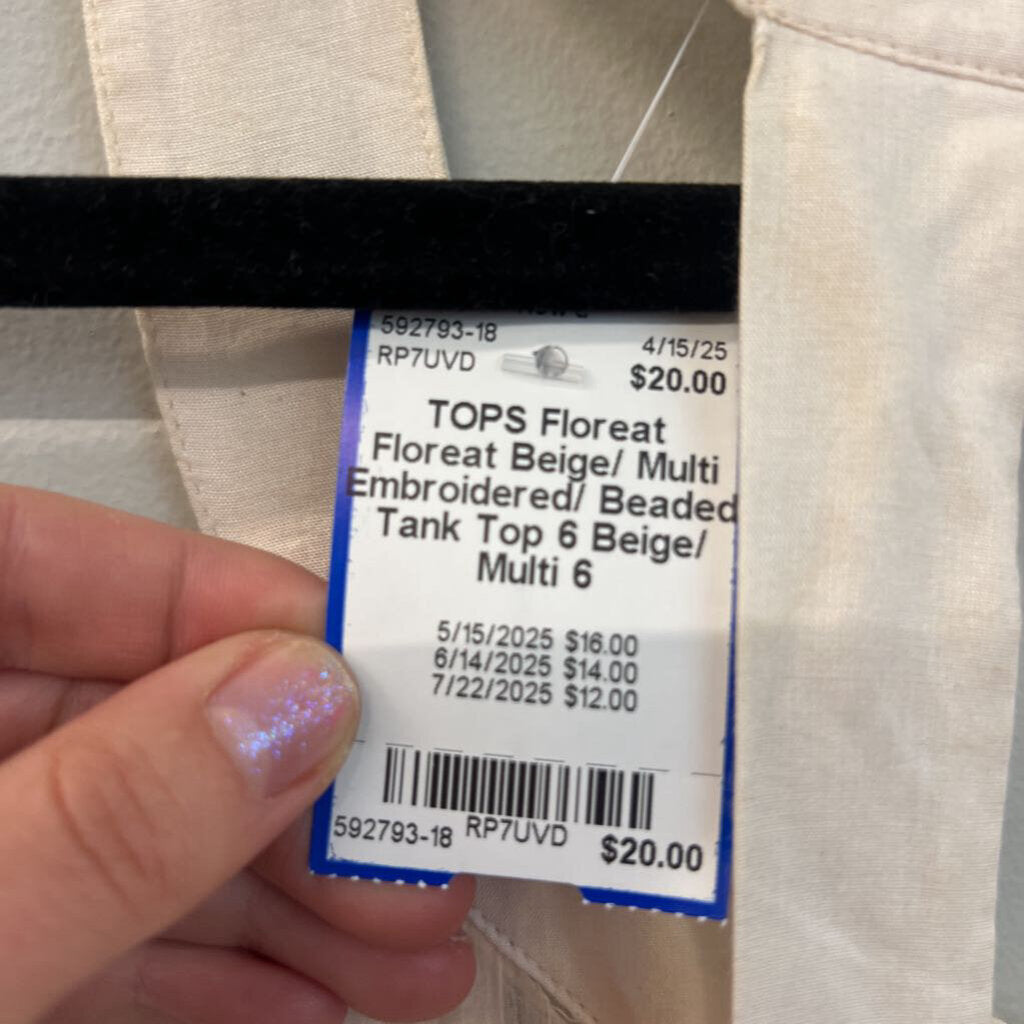 592793-18
4/15/25
RP7UVD
$20.00
TOPS Floreat
Floreat Beige/ Multi
Embroidered/ Beaded
Tank Top 6 Beige/
Multi 6
5/15/2025 $16.00
6/14/2025 $14.00
7/22/2025 $12.00
592793-18 RP7UVD $20.00